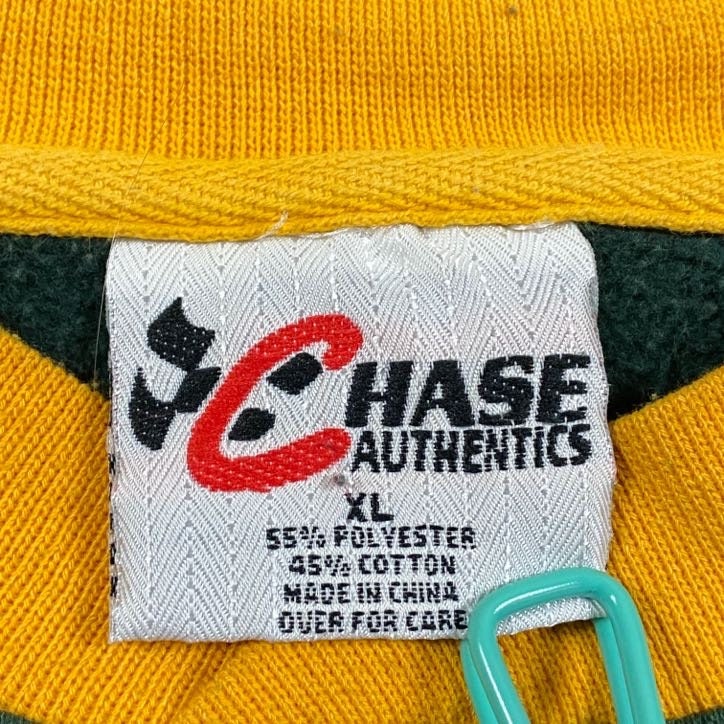 CHASE
AUTHENTICS
XL
55% POLYESTER
45% COTTON
MADE IN CHINA
OVER FOR CARE